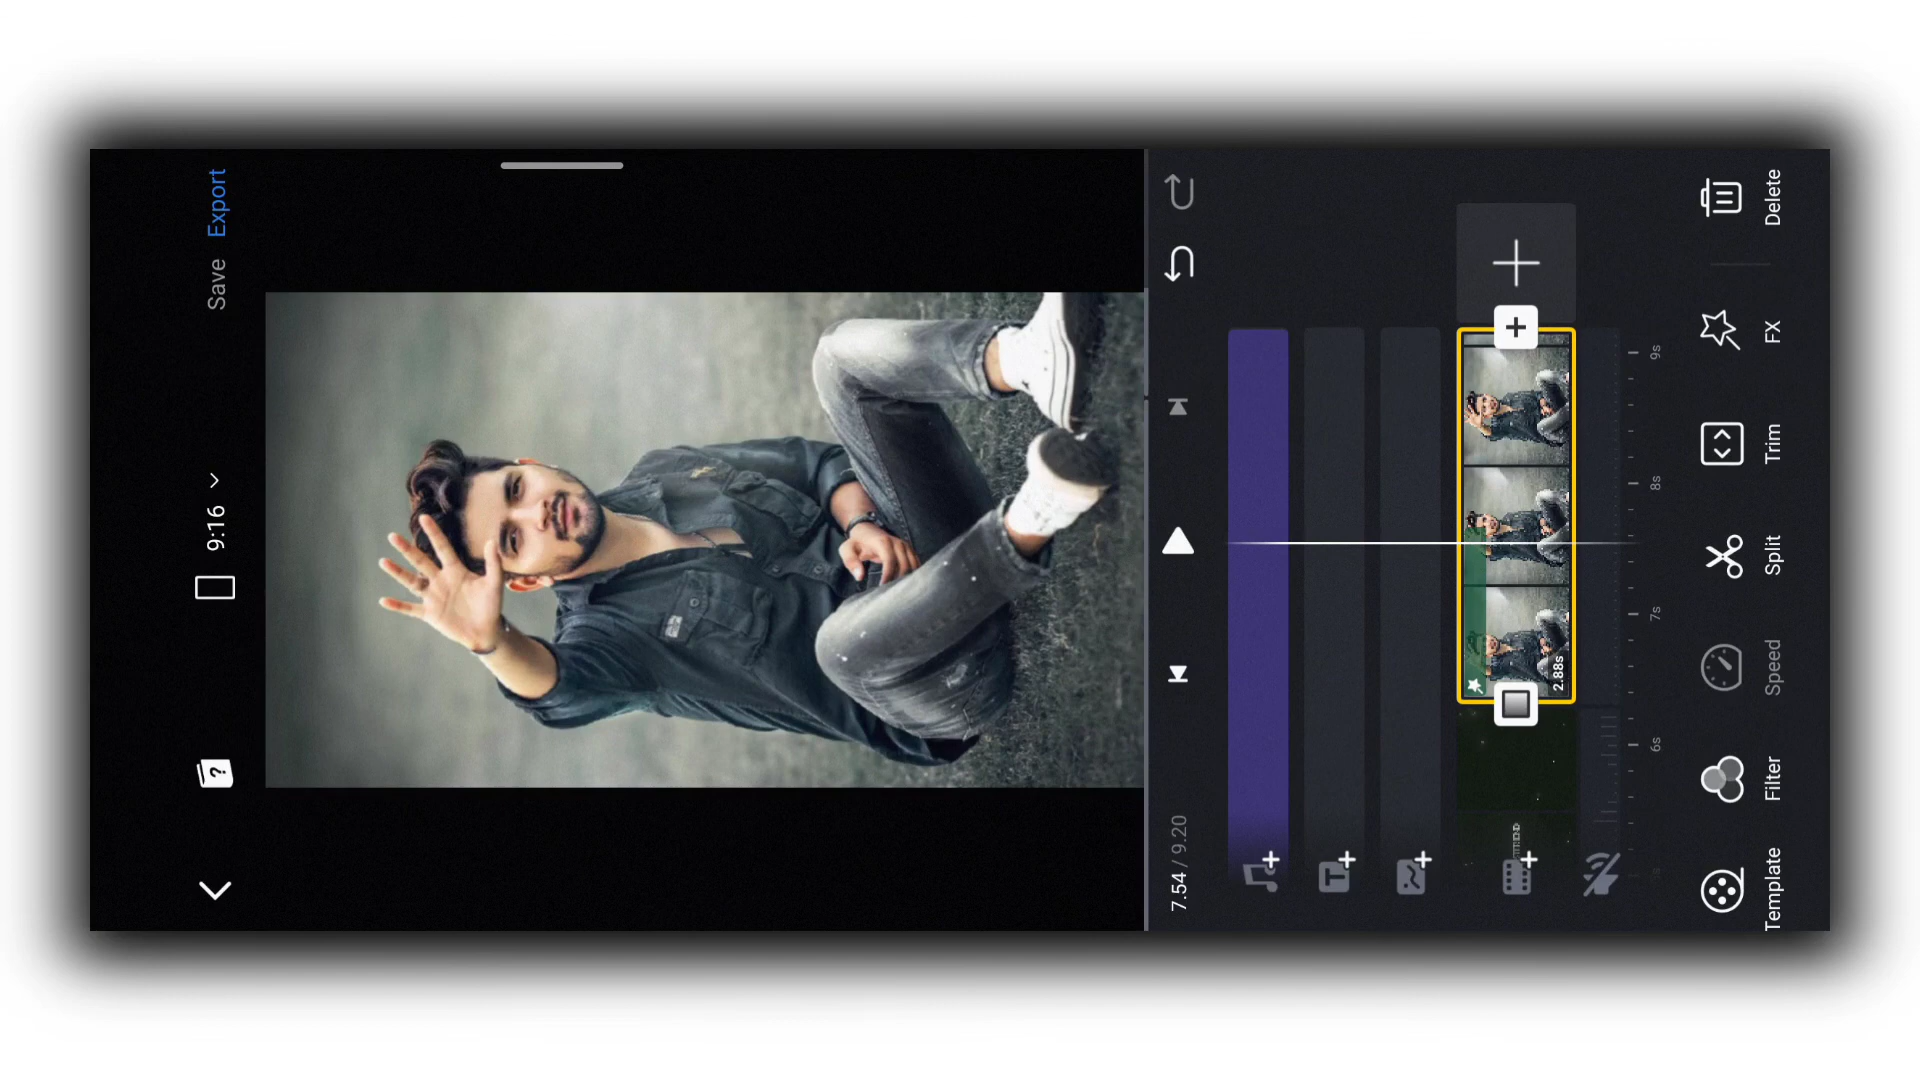 9:16
Save
Export
7.54 / 9.20
2.88s
6s
7s
8s
9s
Template
Filter
Speed
Split
Trim
FX
Delete